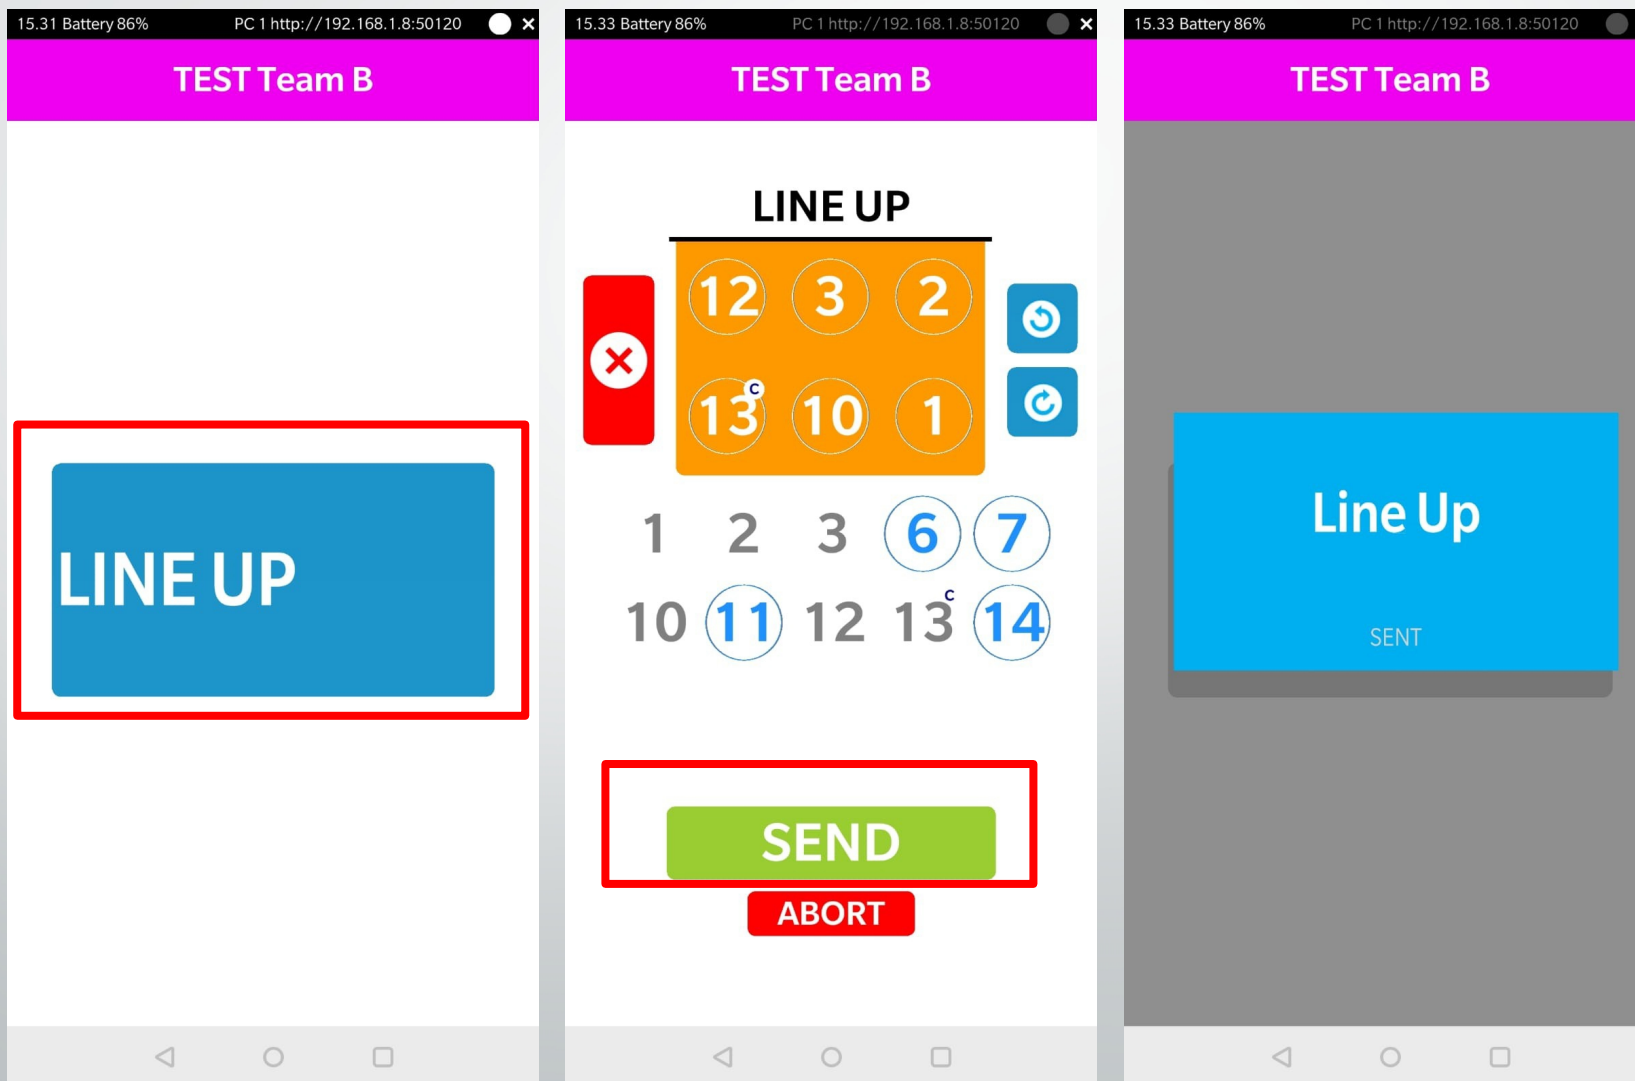 15.31 Battery 86% PC 1 http://192.168.1.8:50120
TEST Team B
LINE UP
15.33 Battery 86% PC 1 http://192.168.1.8:50120
TEST Team B
LINE UP
12 3 2
13 C 10 1
1 2 3 6 7
10 11 12 13 C 14
SEND
ABORT
15.33 Battery 86% PC 1 http://192.168.1.8:50120
TEST Team B
Line Up
SENT